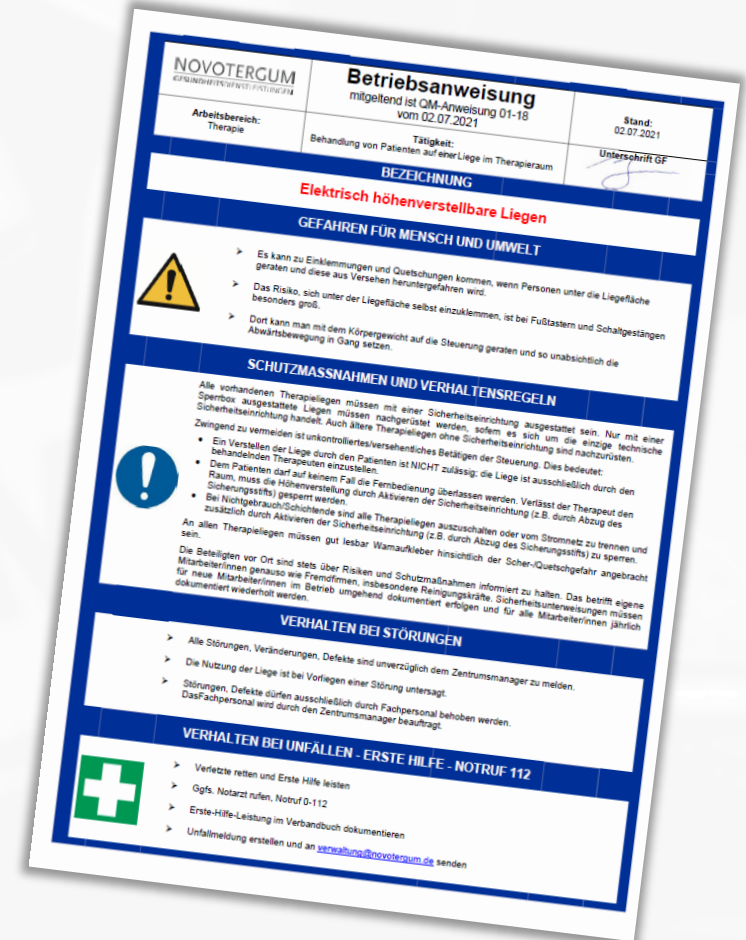 NOVOTERGUM
GESUNDHEITSDIENSTLEISTUNGEN
Betriebsanweisung
mitgeltend ist QM-Anweisung 01-18
vom 02.07.2021
Stand:
02.07.2021
Arbeitsbereich:
Therapie
Tätigkeit:
Behandlung von Patienten auf einer Liege im Therapieraum
Unterschrift GF
BEZEICHNUNG
Elektrisch höhenverstellbare Liegen
GEFAHREN FÜR MENSCH UND UMWELT
➢ Es kann zu Einklemmungen und Quetschungen kommen, wenn Personen unter die Liegefläche
geraten und diese aus Versehen heruntergefahren wird.
➢ Das Risiko, sich unter der Liegefläche selbst einzuklemmen, ist bei Fußtastern und Schaltgestängen
besonders groß.
➢ Dort kann man mit dem Körpergewicht auf die Steuerung geraten und so unabsichtlich die
Abwärtsbewegung in Gang setzen.
SCHUTZMASSNAHMEN UND VERHALTENSREGELN
Alle vorhandenen Therapieliegen müssen mit einer Sicherheitseinrichtung ausgestattet sein. Nur mit einer
Sperrbox ausgestattete Liegen müssen nachgerüstet werden, sofern es sich um die einzige technische
Sicherheitseinrichtung handelt. Auch ältere Therapieliegen ohne Sicherheitseinrichtung sind nachzurüsten.
Zwingend zu vermeiden ist unkontrolliertes/versehentliches Betätigen der Steuerung. Dies bedeutet:
• Ein Verstellen der Liege durch den Patienten ist NICHT zulässig: die Liege ist ausschließlich durch den
behandelnden Therapeuten einzustellen.
• Dem Patienten darf auf keinem Fall die Fernbedienung überlassen werden. Verlässt der Therapeut den
Raum, muss die Höhenverstellung durch Aktivieren der Sicherheitseinrichtung (z.B. durch Abzug des
Sicherungsstifts) gesperrt werden.
• Bei Nichtgebrauch/Schichtende sind alle Therapieliegen auszuschalten oder vom Stromnetz zu trennen und
zusätzlich durch Aktivieren der Sicherheitseinrichtung (z.B. durch Abzug des Sicherungsstifts) zu sperren.
An allen Therapieliegen müssen gut lesbar Warnaufkleber hinsichtlich der Scher-/Quetschgefahr angebracht
sein.
Die Beteiligten vor Ort sind stets über Risiken und Schutzmaßnahmen informiert zu halten. Das betrifft eigene
Mitarbeiter/innen genauso wie Fremdfirmen, insbesondere Reinigungskräfte. Sicherheitsunterweisungen müssen
für neue Mitarbeiter/innen im Betrieb umgehend dokumentiert erfolgen und für alle Mitarbeiter/innen jährlich
dokumentiert wiederholt werden.
VERHALTEN BEI STÖRUNGEN
➢ Alle Störungen, Veränderungen, Defekte sind unverzüglich dem Zentrumsmanager zu melden.
➢ Die Nutzung der Liege ist bei Vorliegen einer Störung untersagt.
➢ Störungen, Defekte dürfen ausschließlich durch Fachpersonal behoben werden.
DasFachpersonal wird durch den Zentrumsmanager beauftragt.
VERHALTEN BEI UNFÄLLEN - ERSTE HILFE - NOTRUF 112
➢ Verletzte retten und Erste Hilfe leisten
➢ Ggfs. Notarzt rufen, Notruf 0-112
➢ Erste-Hilfe-Leistung im Verbandbuch dokumentieren
➢ Unfallmeldung erstellen und an verwaltung@novotergum.de senden